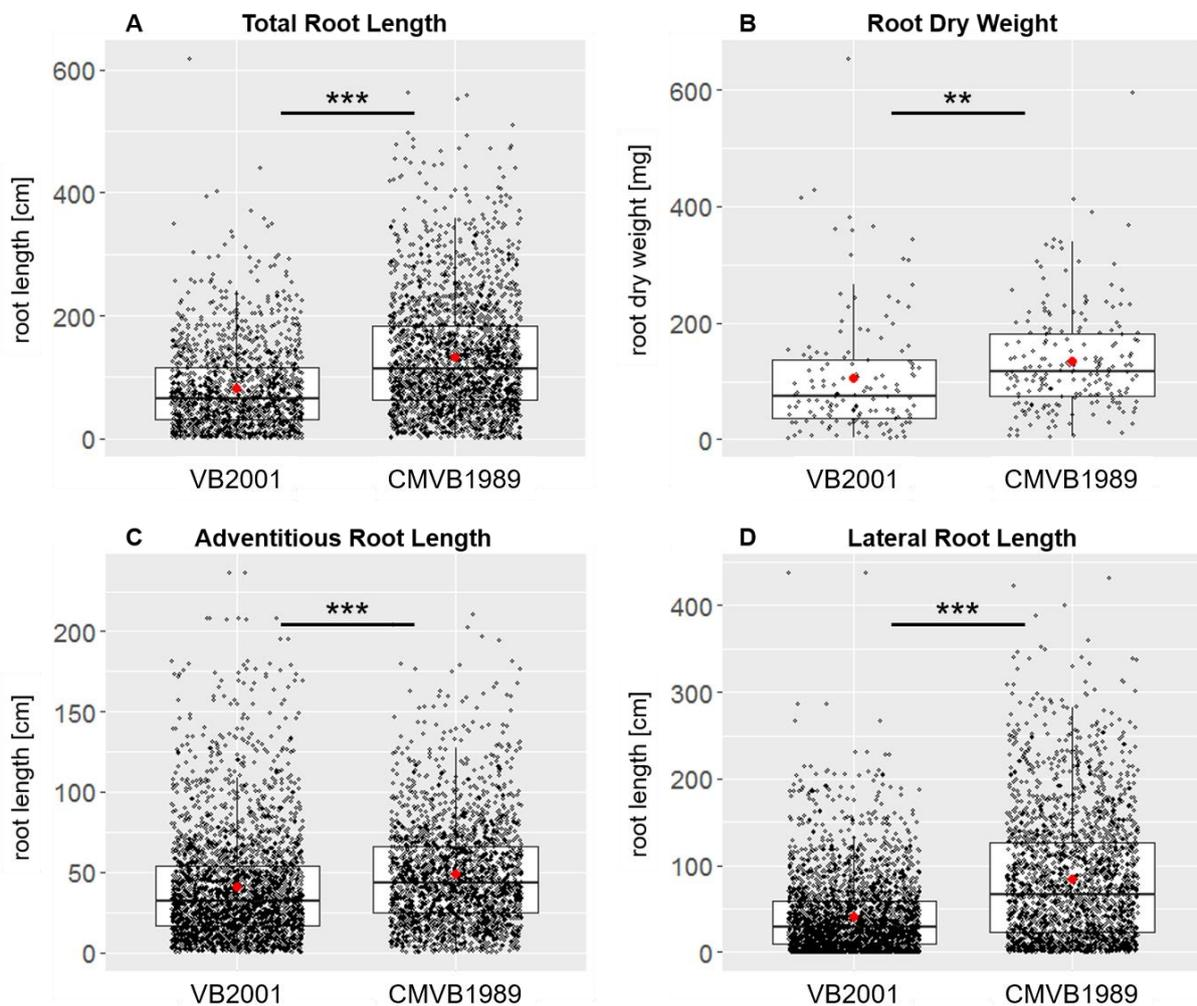 A Total Root Length
root length [cm]
600
400
200
0
***
VB2001 CMVB1989
B Root Dry Weight
root dry weight [mg]
600
400
200
0
**
VB2001 CMVB1989
C Adventitious Root Length
root length [cm]
200
150
100
50
0
***
VB2001 CMVB1989
D Lateral Root Length
root length [cm]
400
300
200
100
0
***
VB2001 CMVB1989